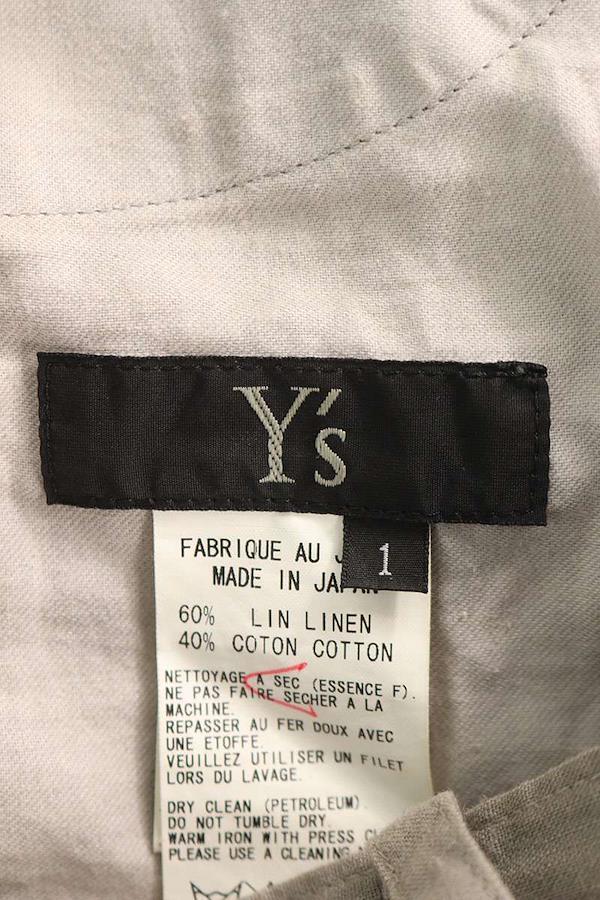 Y's
1
FABRIQUE AU
MADE IN JAPAN
60% LIN LINEN
40% COTON COTTON
NETTOYAGE A SEC (ESSENCE F).
NE PAS FAIRE SECHER A LA
MACHINE.
REPASSER AU FER DOUX AVEC
UNE ETOFFE.
VEUILLEZ UTILISER UN FILET
LORS DU LAVAGE.
DRY CLEAN (PETROLEUM).
DO NOT TUMBLE DRY.
WARM IRON WITH PRESS
PLEASE USE A CLEANING